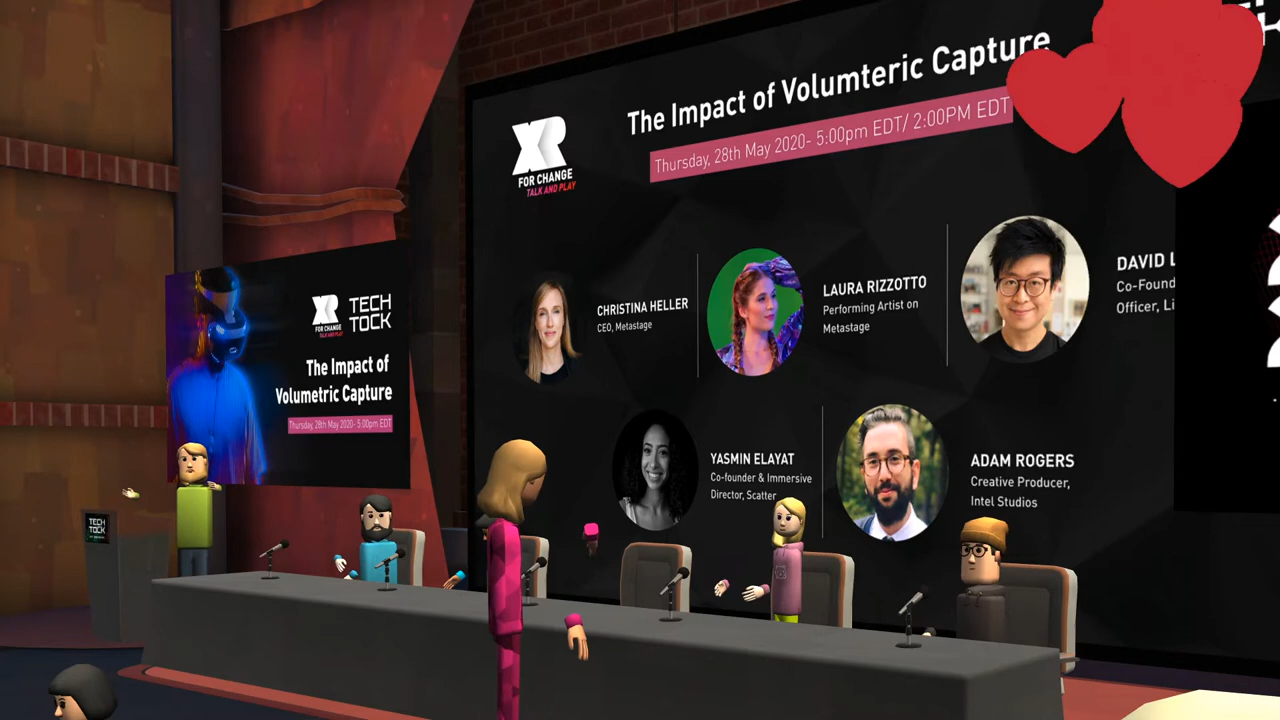 The Impact of Volumteric Capture
Thursday, 28th May 2020- 5:00pm EDT/ 2:00PM EDT
XR
FOR CHANGE
TALK AND PLAY
CHRISTINA HELLER
CEO, Metastage
LAURA RIZZOTTO
Performing Artist on
Metastage
DAVID L
Co-Found
Officer, Li
YASMIN ELAYAT
Co-founder & Immersive
Director, Scatter
ADAM ROGERS
Creative Producer,
Intel Studios
XR
FOR CHANGE
TALK AND PLAY
TECH
TOCK
The Impact of
Volumetric Capture
Thursday, 28th May 2020- 5:00pm EDT
TECH
TOCK